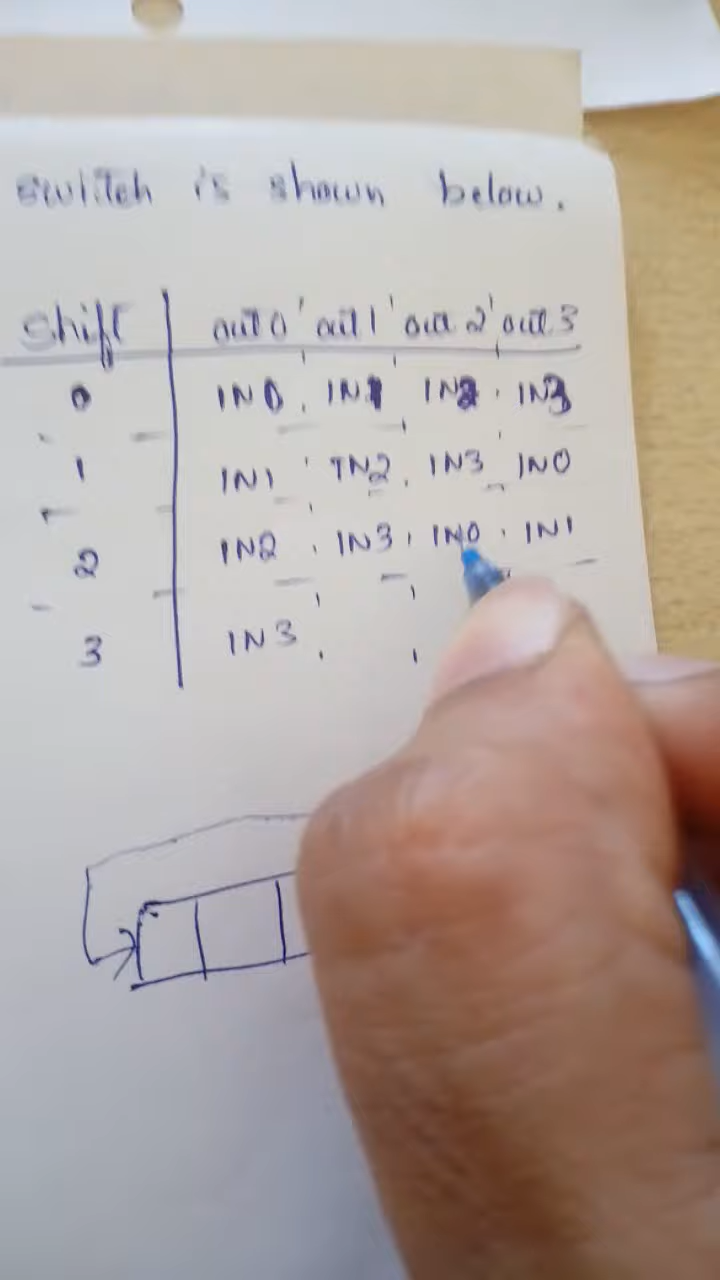 switch is shown below.
Shift out 0 out 1 out 2 out 3
0 IN0 IN1 IN2 IN3
1 IN1 IN2 IN3 IN0
2 IN2 IN3 IN0 IN1
3 IN3